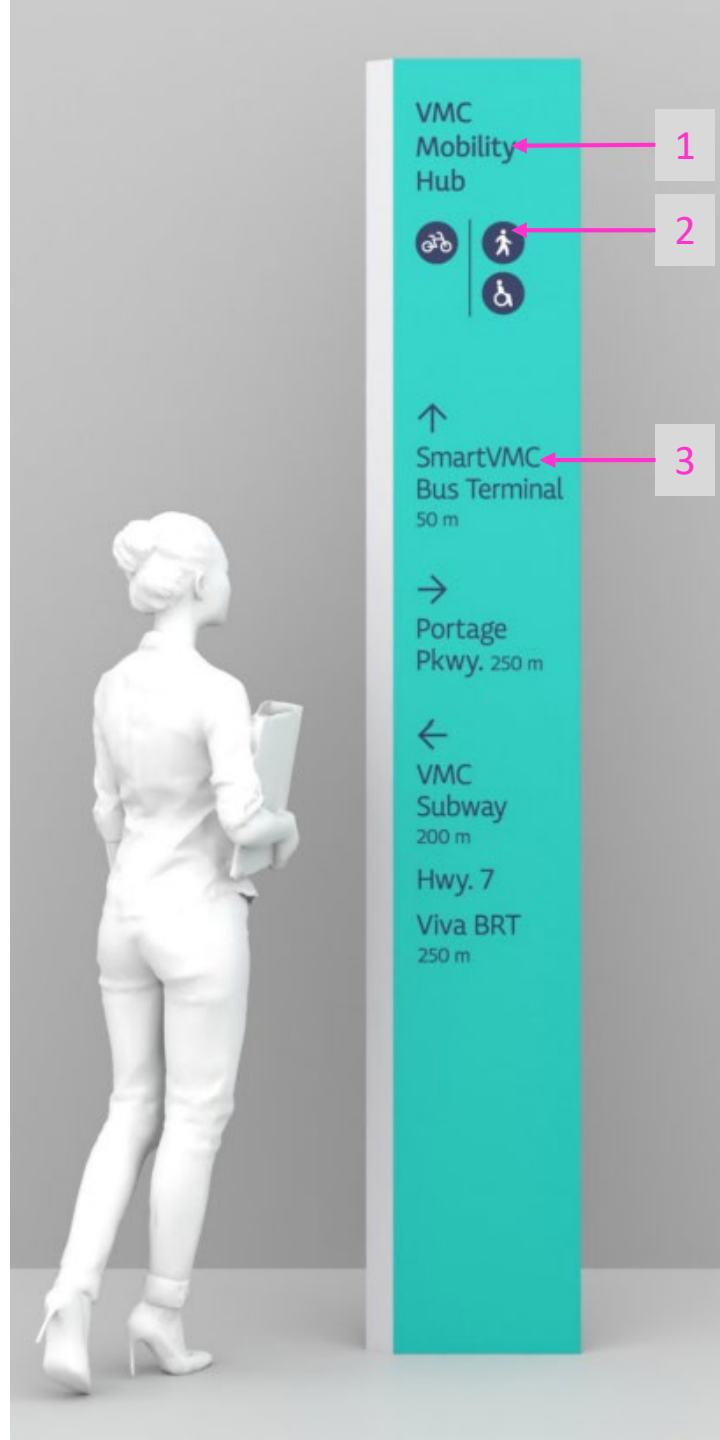 VMC
Mobility
Hub
1
2
SmartVMC
Bus Terminal
50 m
3
Portage
Pkwy. 250 m
VMC
Subway
200 m
Hwy. 7
Viva BRT
250 m